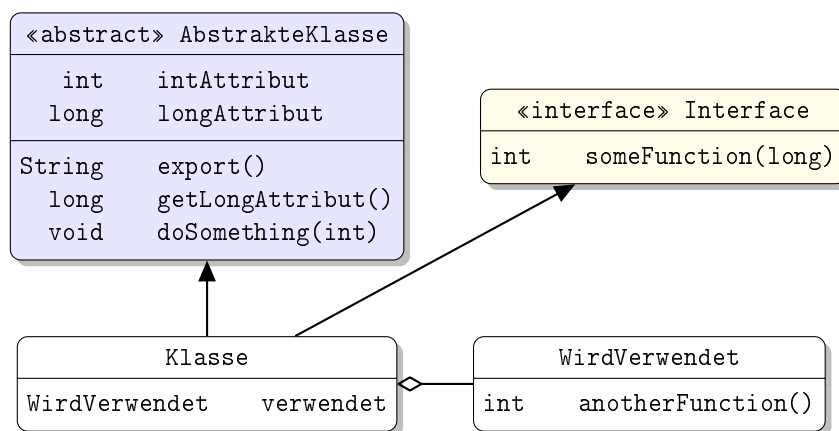 «abstract» AbstrakteKlasse
int intAttribut
long longAttribut
String export()
long getLongAttribut()
void doSomething(int)
«interface» Interface
int someFunction(long)
Klasse
WirdVerwendet verwendet
WirdVerwendet
int anotherFunction()